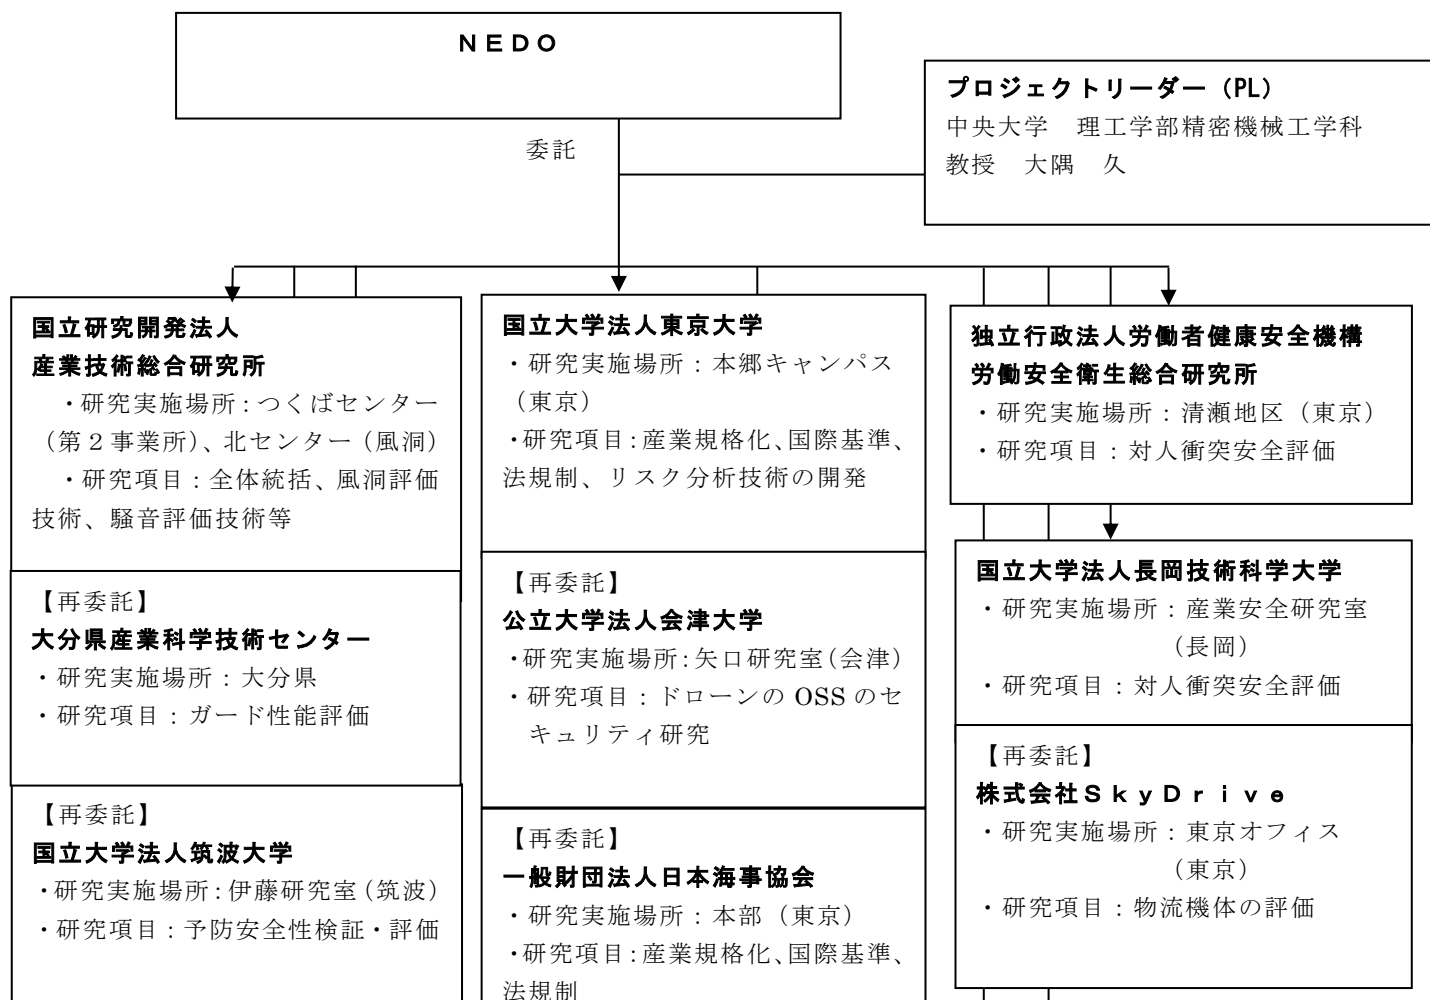 ＮＥＤＯ
委託
プロジェクトリーダー（PL）
中央大学　理工学部精密機械工学科
教授　大隅　久
国立研究開発法人
産業技術総合研究所
・研究実施場所：つくばセンター
（第２事業所）、北センター（風洞）
・研究項目：全体統括、風洞評価
技術、騒音評価技術等
【再委託】
大分県産業科学技術センター
・研究実施場所：大分県
・研究項目：ガード性能評価
【再委託】
国立大学法人筑波大学
・研究実施場所：伊藤研究室（筑波）
・研究項目：予防安全性検証・評価
国立大学法人東京大学
・研究実施場所：本郷キャンパス
（東京）
・研究項目：産業規格化、国際基準、
法規制、リスク分析技術の開発
【再委託】
公立大学法人会津大学
・研究実施場所：矢口研究室（会津）
・研究項目：ドローンの OSS のセ
キュリティ研究
【再委託】
一般財団法人日本海事協会
・研究実施場所：本部（東京）
・研究項目：産業規格化、国際基準、
法規制
独立行政法人労働者健康安全機構
労働安全衛生総合研究所
・研究実施場所：清瀬地区（東京）
・研究項目：対人衝突安全評価
国立大学法人長岡技術科学大学
・研究実施場所：産業安全研究室
（長岡）
・研究項目：対人衝突安全評価
【再委託】
株式会社ＳｋｙＤｒｉｖｅ
・研究実施場所：東京オフィス
（東京）
・研究項目：物流機体の評価